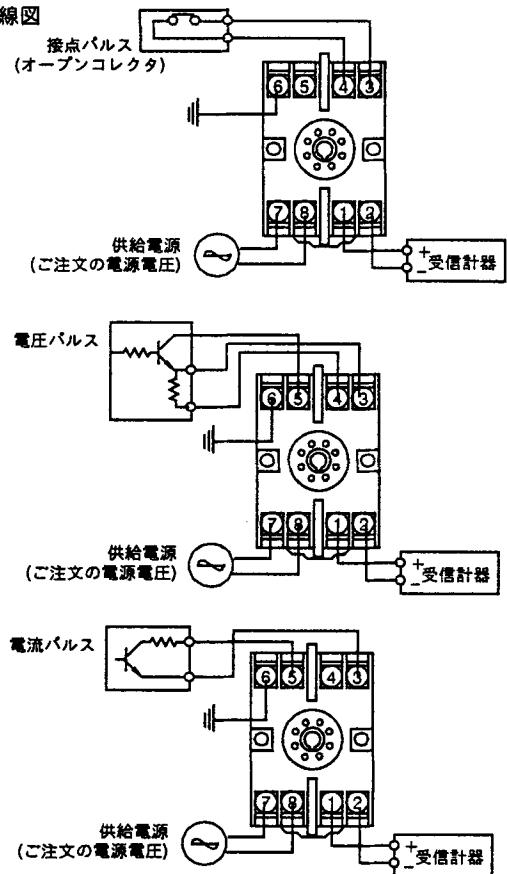 線図
接点パルス
(オープンコレクタ)
6 5 4 3
7 8 1 2
供給電源
(ご注文の電源電圧)
+
- 受信計器
電圧パルス
6 5 4 3
7 8 1 2
供給電源
(ご注文の電源電圧)
+
- 受信計器
電流パルス
6 5 4 3
7 8 1 2
供給電源
(ご注文の電源電圧)
+
- 受信計器